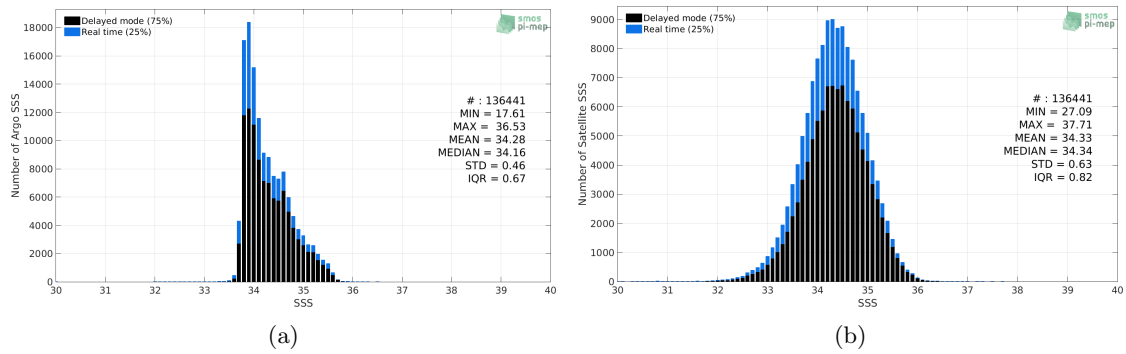 Delayed mode (75%)
Real time (25%)
smos
pi-mep
Number of Argo SSS
18000
16000
14000
12000
10000
8000
6000
4000
2000
0
# : 136441
MIN = 17.61
MAX = 36.53
MEAN = 34.28
MEDIAN = 34.16
STD = 0.46
IQR = 0.67
30 31 32 33 34 35 36 37 38 39 40
SSS
(a)
Delayed mode (75%)
Real time (25%)
smos
pi-mep
Number of Satellite SSS
9000
8000
7000
6000
5000
4000
3000
2000
1000
0
# : 136441
MIN = 27.09
MAX = 37.71
MEAN = 34.33
MEDIAN = 34.34
STD = 0.63
IQR = 0.82
30 31 32 33 34 35 36 37 38 39 40
SSS
(b)